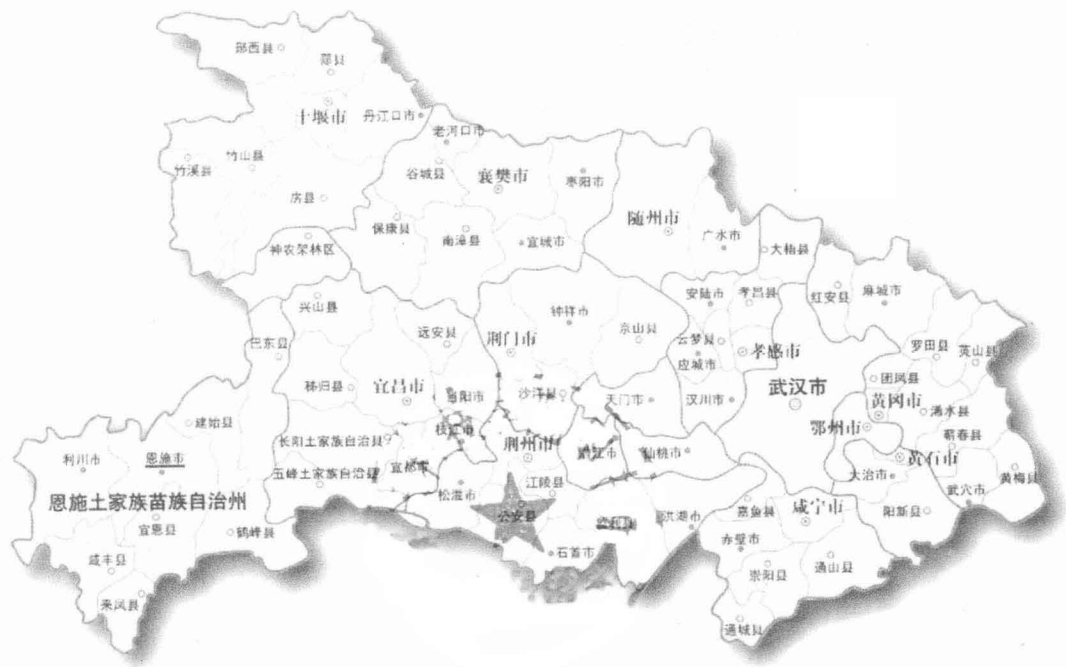 郧西县
郧县
十堰市
丹江口市
老河口市
竹溪县
竹山县
谷城县
襄樊市
枣阳市
房县
保康县
南漳县
宜城市
随州市
广水市
大梧县
神农架林区
兴山县
巴东县
远安县
荆门市
钟祥市
京山县
安陆市
孝昌县
红安县
麻城市
云梦县
孝感市
应城市
罗田县
英山县
秭归县
宜昌市
当阳市
沙洋县
天门市
汉川市
武汉市
团凤县
黄冈市
浠水县
鄂州市
蕲春县
建始县
枝江市
荆州市
潜江市
仙桃市
长阳土家族自治县
宜都市
黄石市
利川市
恩施市
五峰土家族自治县
大治市
武穴市
黄梅县
恩施土家族苗族自治州
松滋市
江陵县
公安县
洪湖市
嘉鱼县
咸宁市
阳新县
宣恩县
鹤峰县
石首市
赤壁市
咸丰县
崇阳县
通山县
来凤县
通城县